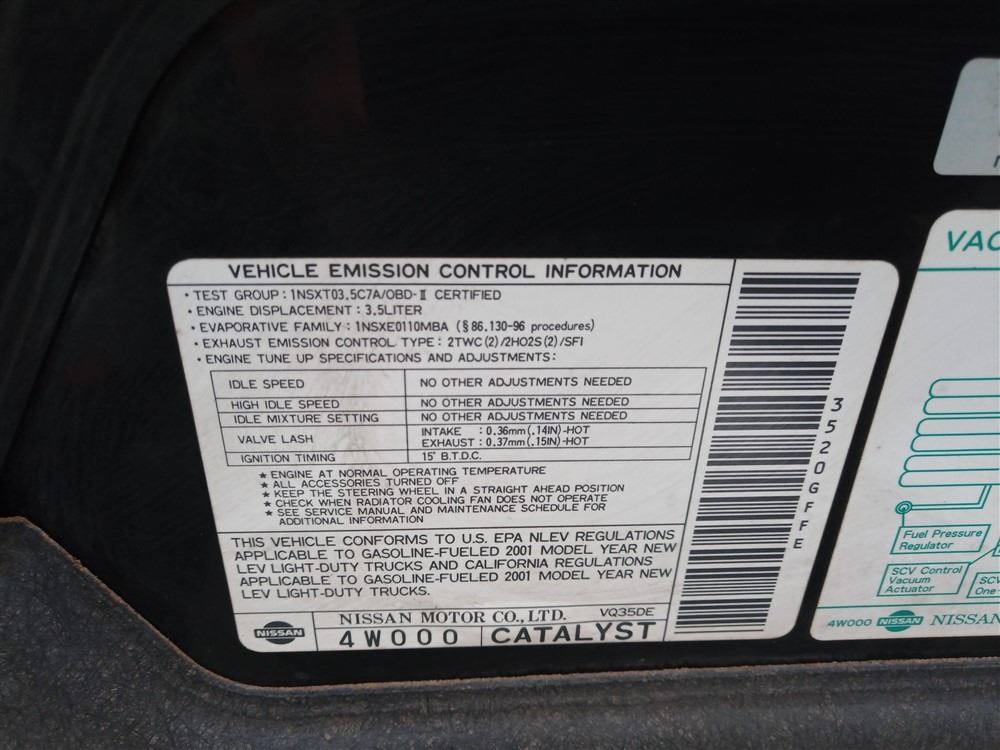 VEHICLE EMISSION CONTROL INFORMATION
• TEST GROUP : 1NSXT03.5C7A/OBD-II CERTIFIED
• ENGINE DISPLACEMENT : 3.5LITER
• EVAPORATIVE FAMILY : 1NSXE0110MBA (§86.130-96 procedures)
• EXHAUST EMISSION CONTROL TYPE : 2TWC(2)/2HO2S(2)/SFI
• ENGINE TUNE UP SPECIFICATIONS AND ADJUSTMENTS:
IDLE SPEED NO OTHER ADJUSTMENTS NEEDED
HIGH IDLE SPEED NO OTHER ADJUSTMENTS NEEDED
IDLE MIXTURE SETTING NO OTHER ADJUSTMENTS NEEDED
VALVE LASH INTAKE : 0.36mm(.14IN)-HOT
EXHAUST : 0.37mm(.15IN)-HOT
IGNITION TIMING 15° B.T.D.C.
★ ENGINE AT NORMAL OPERATING TEMPERATURE
★ ALL ACCESSORIES TURNED OFF
★ KEEP THE STEERING WHEEL IN A STRAIGHT AHEAD POSITION
★ CHECK WHEN RADIATOR COOLING FAN DOES NOT OPERATE
★ SEE SERVICE MANUAL AND MAINTENANCE SCHEDULE FOR
ADDITIONAL INFORMATION
THIS VEHICLE CONFORMS TO U.S. EPA NLEV REGULATIONS
APPLICABLE TO GASOLINE-FUELED 2001 MODEL YEAR NEW
LEV LIGHT-DUTY TRUCKS AND CALIFORNIA REGULATIONS
APPLICABLE TO GASOLINE-FUELED 2001 MODEL YEAR NEW
LEV LIGHT-DUTY TRUCKS.
NISSAN
NISSAN MOTOR CO., LTD. VQ35DE
4W000 CATALYST
3520GFFE
VAC
Fuel Pressure
Regulator
SCV Control
Vacuum
Actuator
SCV
One-
4W000 NISSAN NISSAN